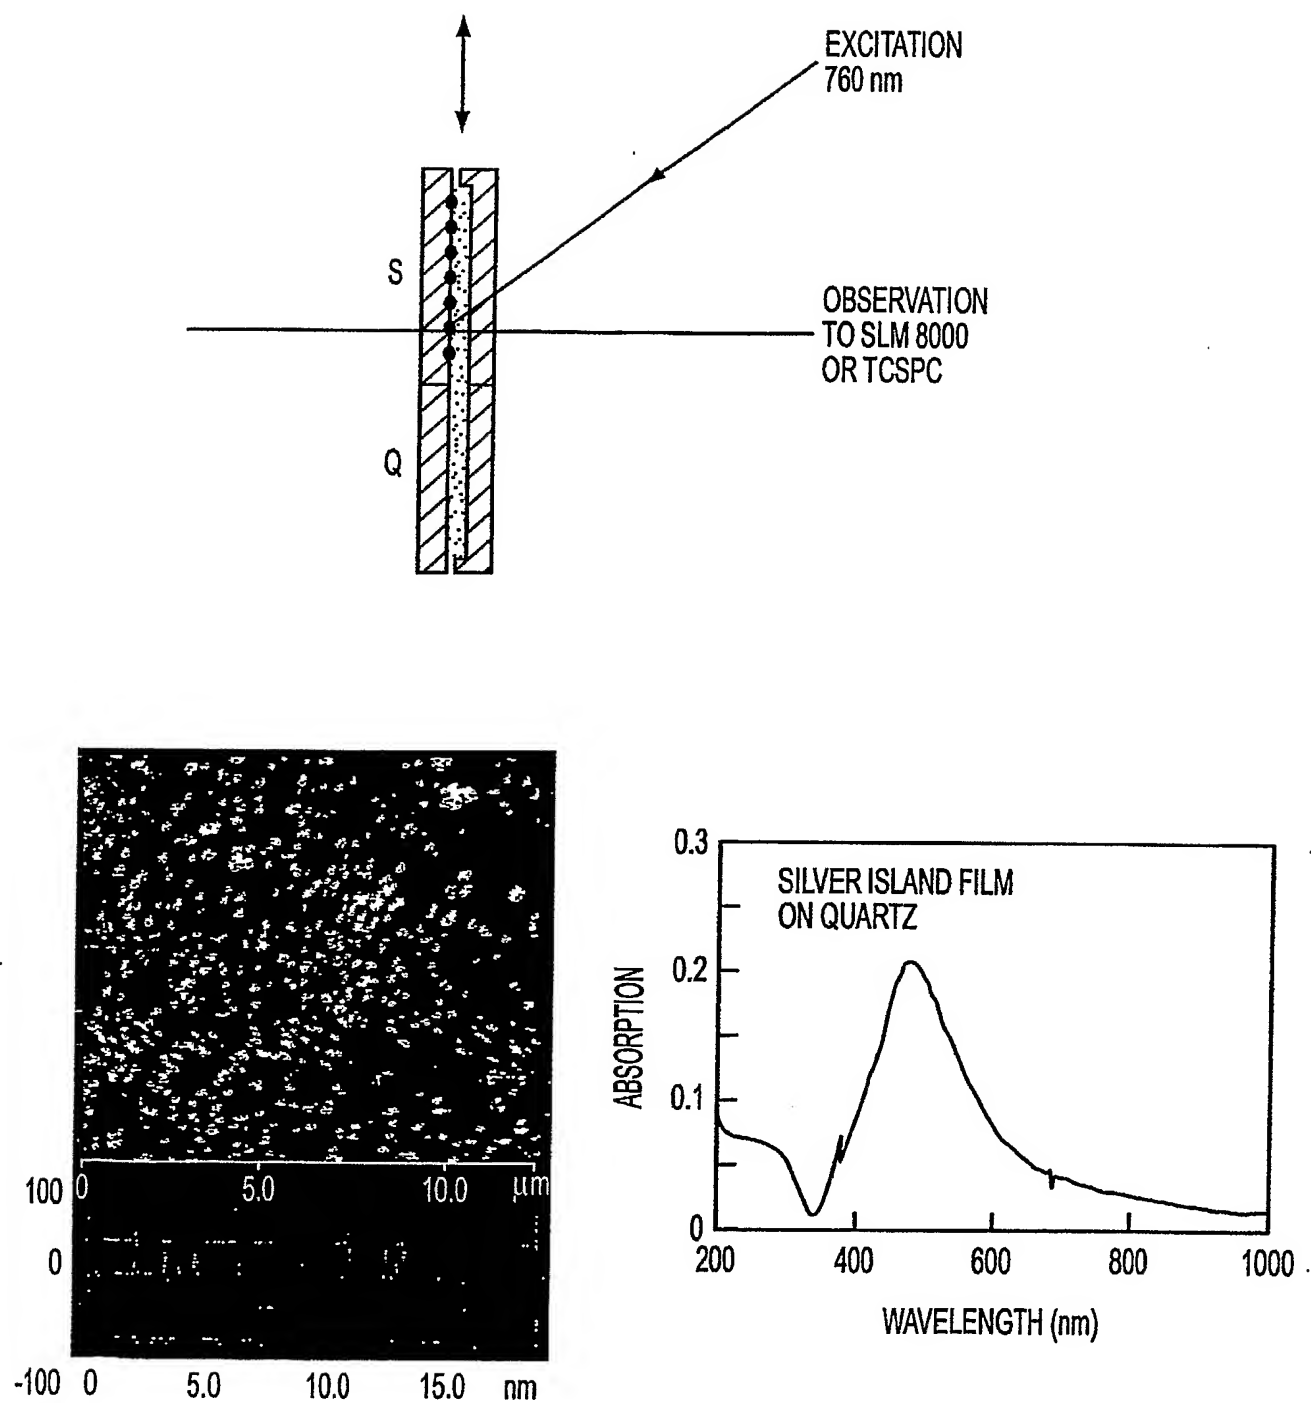 EXCITATION
760 nm
S
OBSERVATION
TO SLM 8000
OR TCSPC
Q
0 5.0 10.0 μm
100
0
-100 0 5.0 10.0 15.0 nm
0.3
SILVER ISLAND FILM
ON QUARTZ
0.2
ABSORPTION
0.1
0
200 400 600 800 1000
WAVELENGTH (nm)